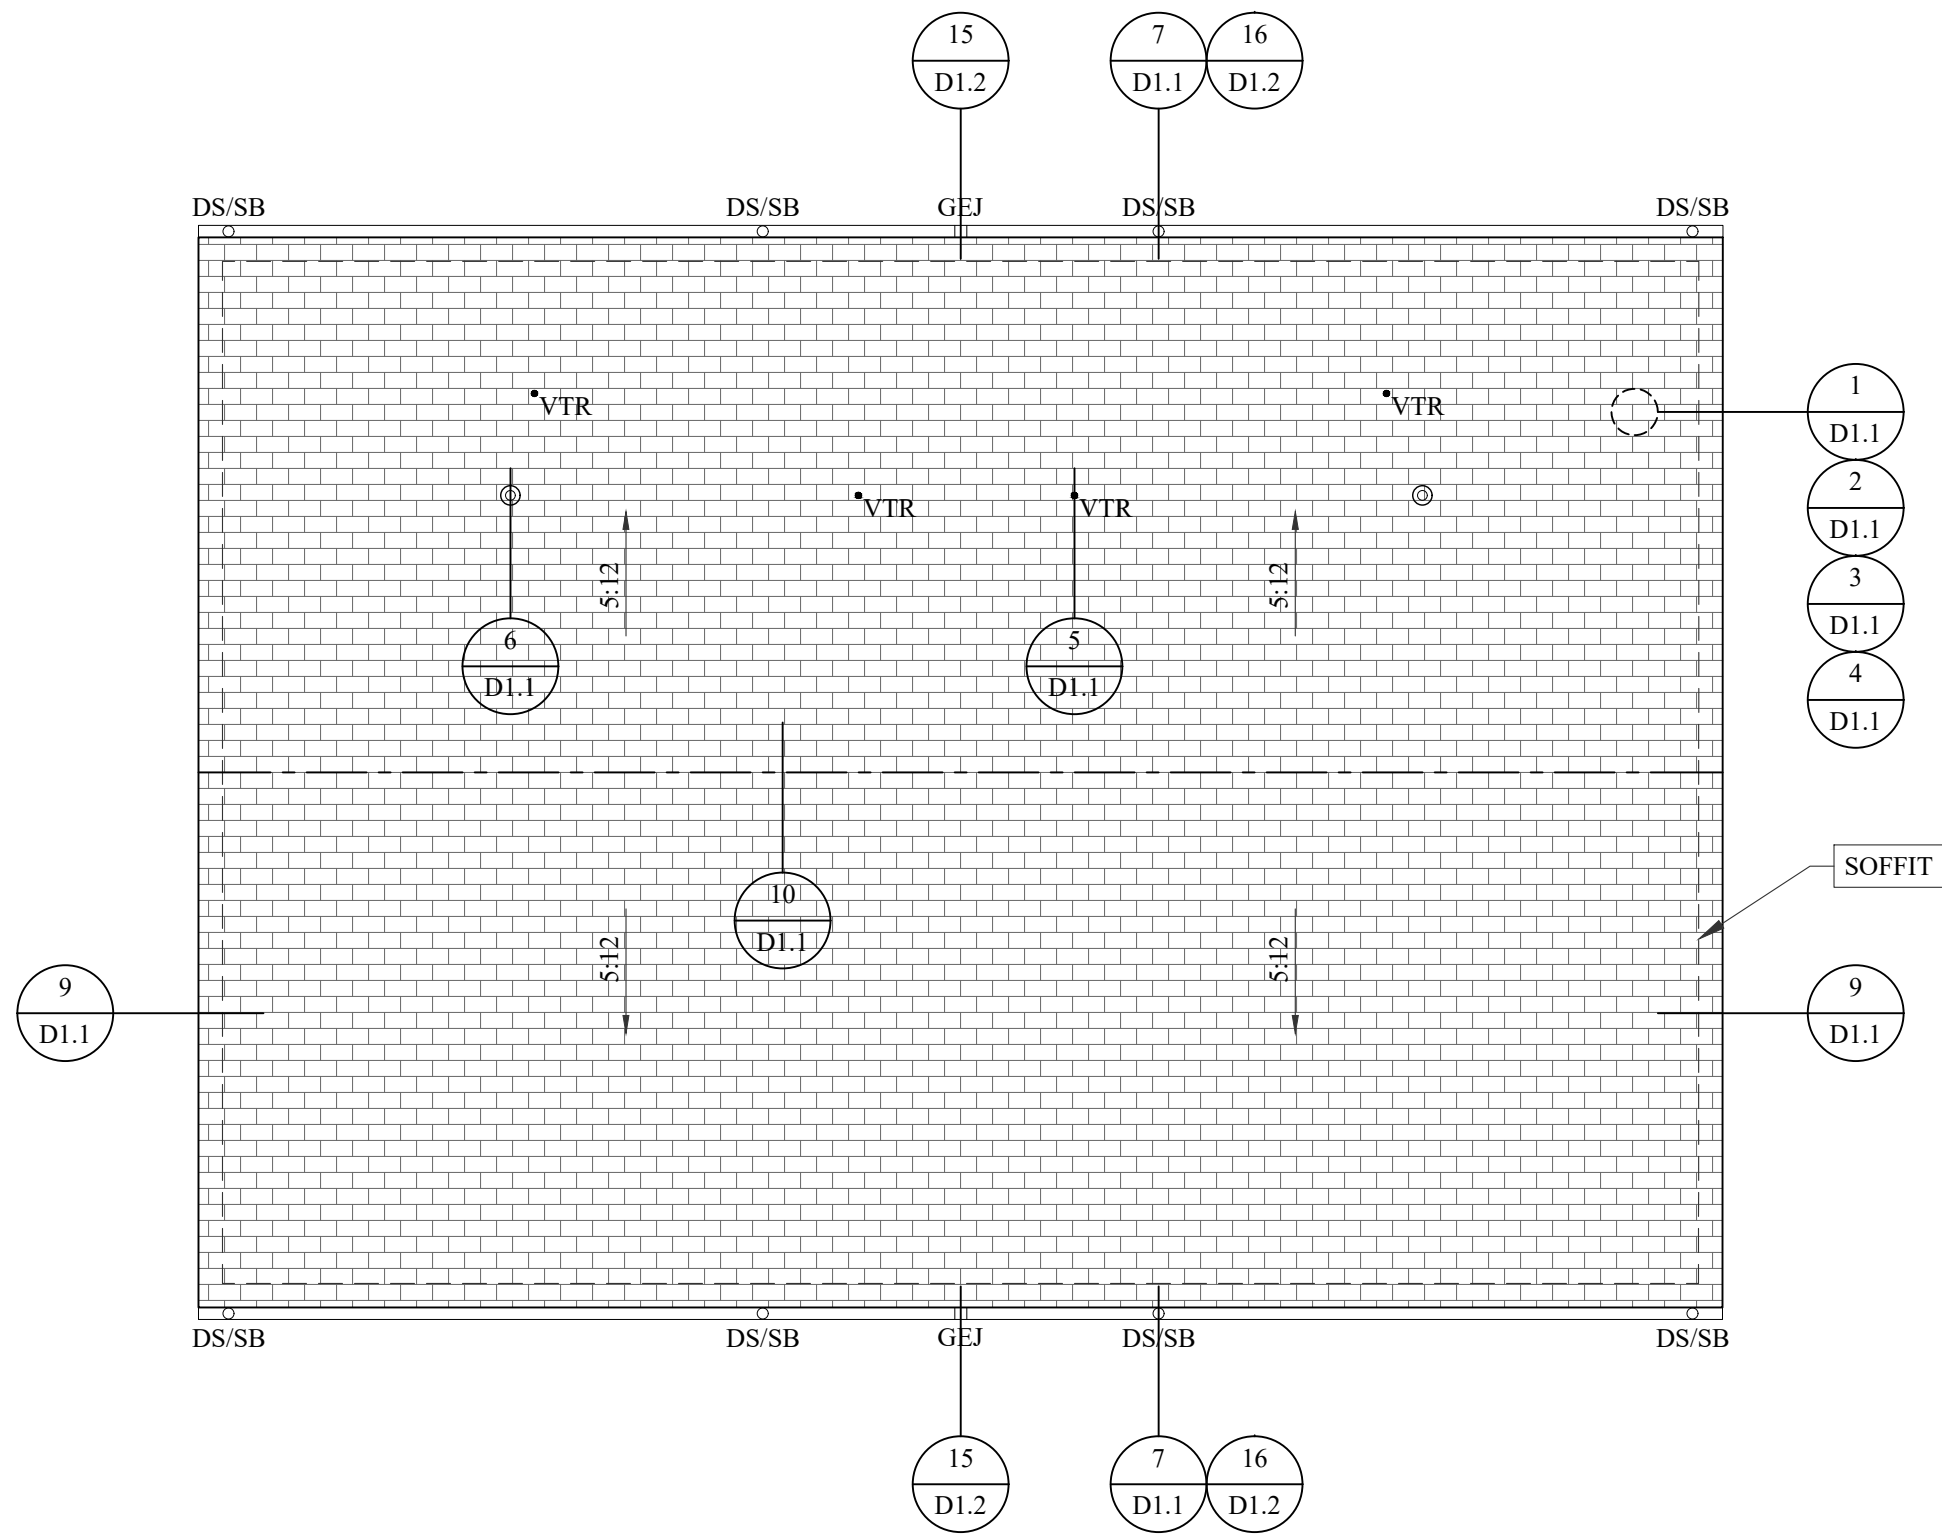 15
D1.2
7
D1.1
16
D1.2
DS/SB
DS/SB
GEJ
DS/SB
DS/SB
VTR
VTR
1
D1.1
2
D1.1
3
D1.1
4
D1.1
VTR
VTR
5:12
5:12
6
D1.1
5
D1.1
10
D1.1
SOFFIT
5:12
5:12
9
D1.1
9
D1.1
DS/SB
DS/SB
GEJ
DS/SB
DS/SB
15
D1.2
7
D1.1
16
D1.2